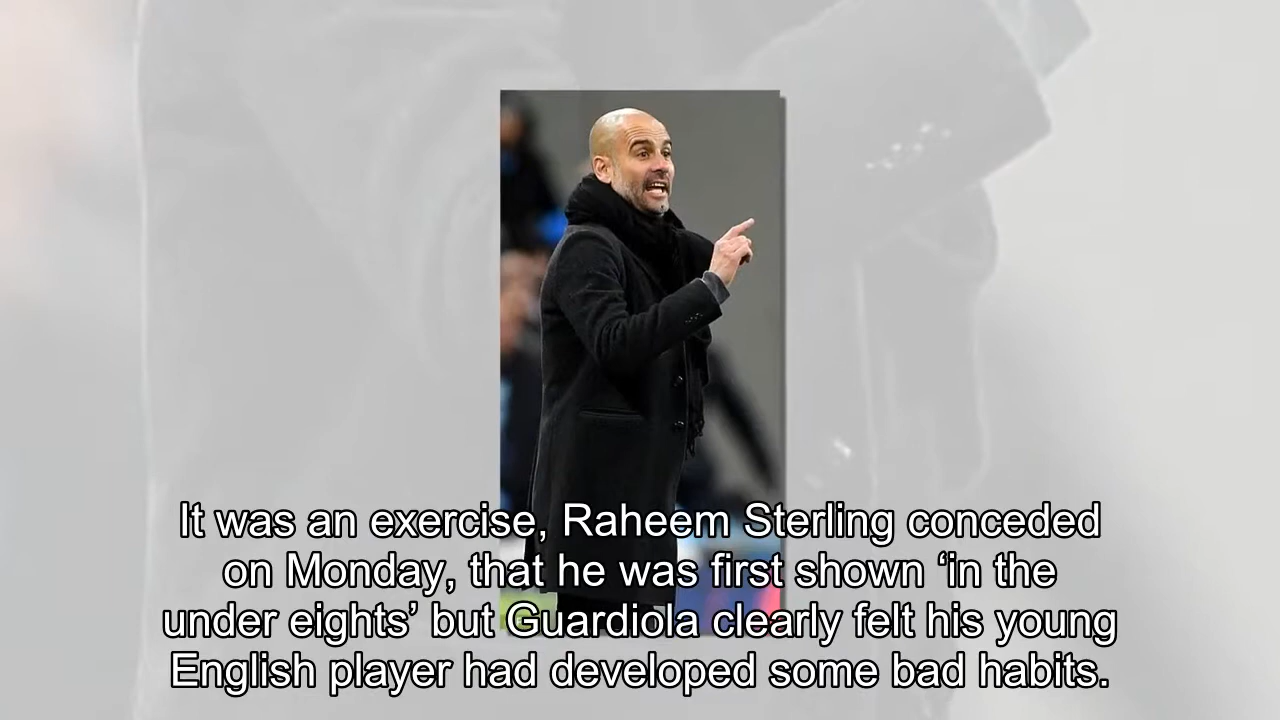 It was an exercise, Raheem Sterling conceded
on Monday, that he was first shown ‘in the
under eights’ but Guardiola clearly felt his young
English player had developed some bad habits.